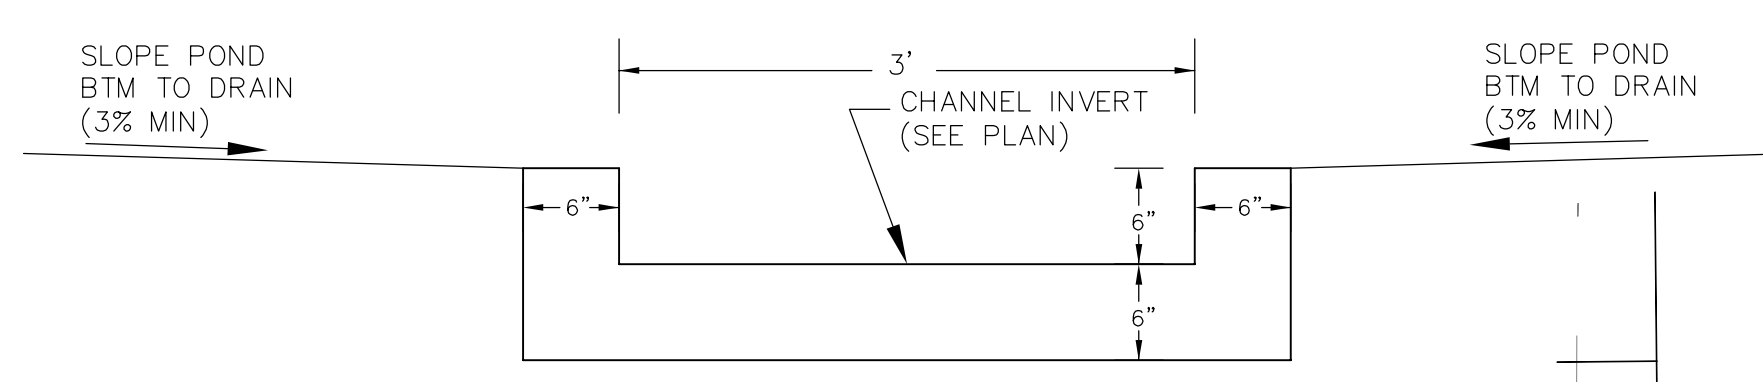 SLOPE POND
BTM TO DRAIN
(3% MIN)
3’
CHANNEL INVERT
(SEE PLAN)
SLOPE POND
BTM TO DRAIN
(3% MIN)
6”
6”
6”
6”